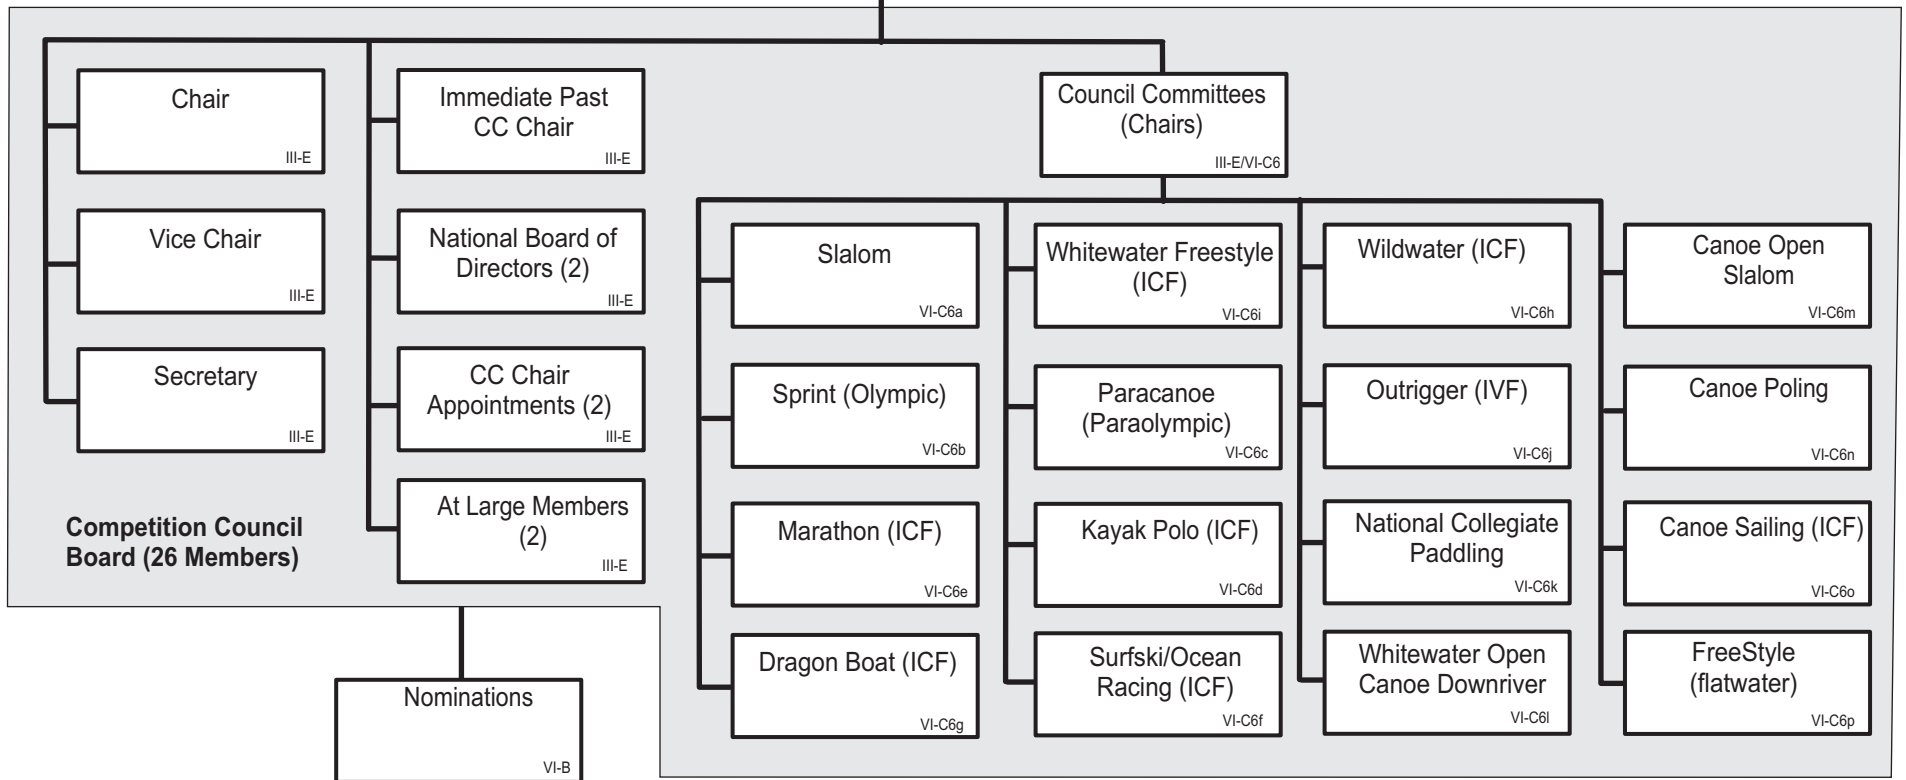 Chair
III-E
Vice Chair
III-E
Secretary
III-E
Competition Council
Board (26 Members)
Immediate Past
CC Chair
III-E
National Board of
Directors (2)
III-E
CC Chair
Appointments (2)
III-E
At Large Members
(2)
III-E
Nominations
VI-B
Council Committees
(Chairs)
III-E/VI-C6
Slalom
VI-C6a
Sprint (Olympic)
VI-C6b
Marathon (ICF)
VI-C6e
Dragon Boat (ICF)
VI-C6g
Whitewater Freestyle
(ICF)
VI-C6i
Paracanoe
(Paraolympic)
VI-C6c
Kayak Polo (ICF)
VI-C6d
Surfski/Ocean
Racing (ICF)
VI-C6f
Wildwater (ICF)
VI-C6h
Outrigger (IVF)
VI-C6j
National Collegiate
Paddling
VI-C6k
Whitewater Open
Canoe Downriver
VI-C6l
Canoe Open
Slalom
VI-C6m
Canoe Poling
VI-C6n
Canoe Sailing (ICF)
VI-C6o
FreeStyle
(flatwater)
VI-C6p